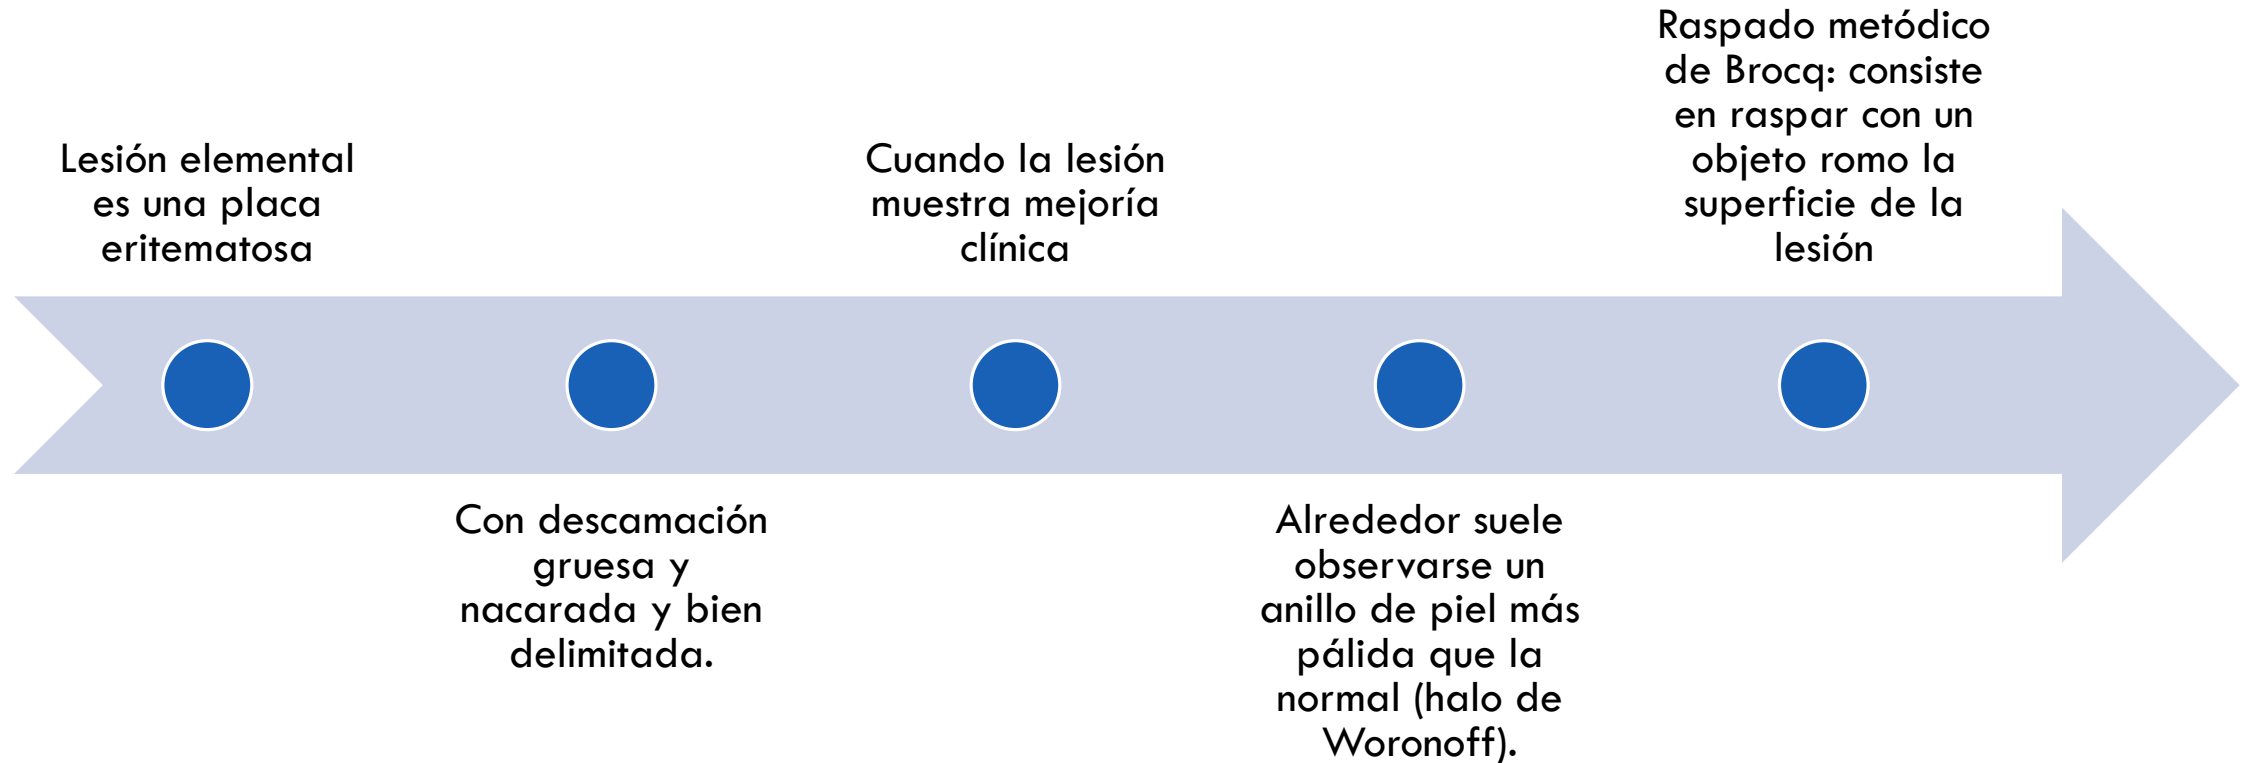 Lesión elemental
es una placa
eritematosa
Con descamación
gruesa y
nacarada y bien
delimitada.
Cuando la lesión
muestra mejoría
clínica
Alrededor suele
observarse un
anillo de piel más
pálida que la
normal (halo de
Woronoff).
Raspado metódico
de Brocq: consiste
en raspar con un
objeto romo la
superficie de la
lesión